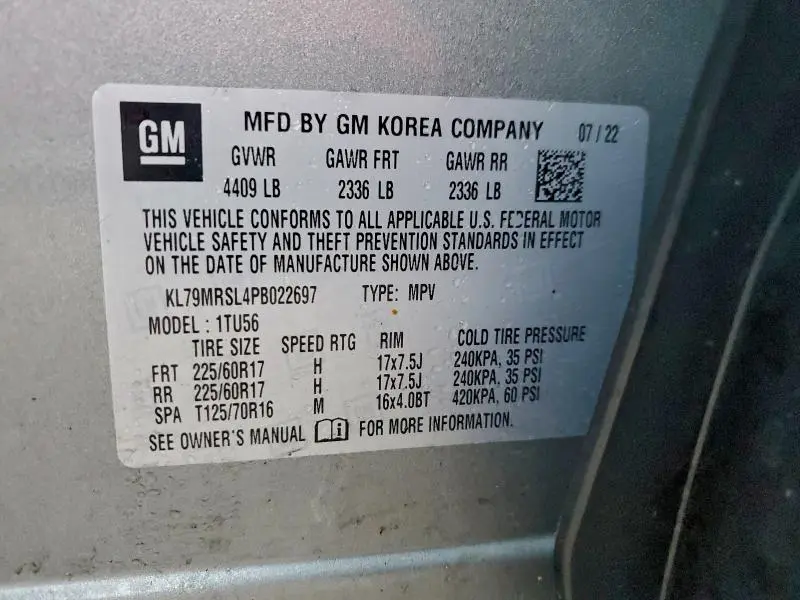 GM
MFD BY GM KOREA COMPANY 07/22
GVWR GAWR FRT GAWR RR
4409 LB 2336 LB 2336 LB
THIS VEHICLE CONFORMS TO ALL APPLICABLE U.S. FEDERAL MOTOR
VEHICLE SAFETY AND THEFT PREVENTION STANDARDS IN EFFECT
ON THE DATE OF MANUFACTURE SHOWN ABOVE.
KL79MRSL4PB022697 TYPE: MPV
MODEL : 1TU56
TIRE SIZE SPEED RTG RIM COLD TIRE PRESSURE
FRT 225/60R17 H 17x7.5J 240KPA, 35 PSI
RR 225/60R17 H 17x7.5J 240KPA, 35 PSI
SPA T125/70R16 M 16x4.0BT 420KPA, 60 PSI
SEE OWNER'S MANUAL FOR MORE INFORMATION.